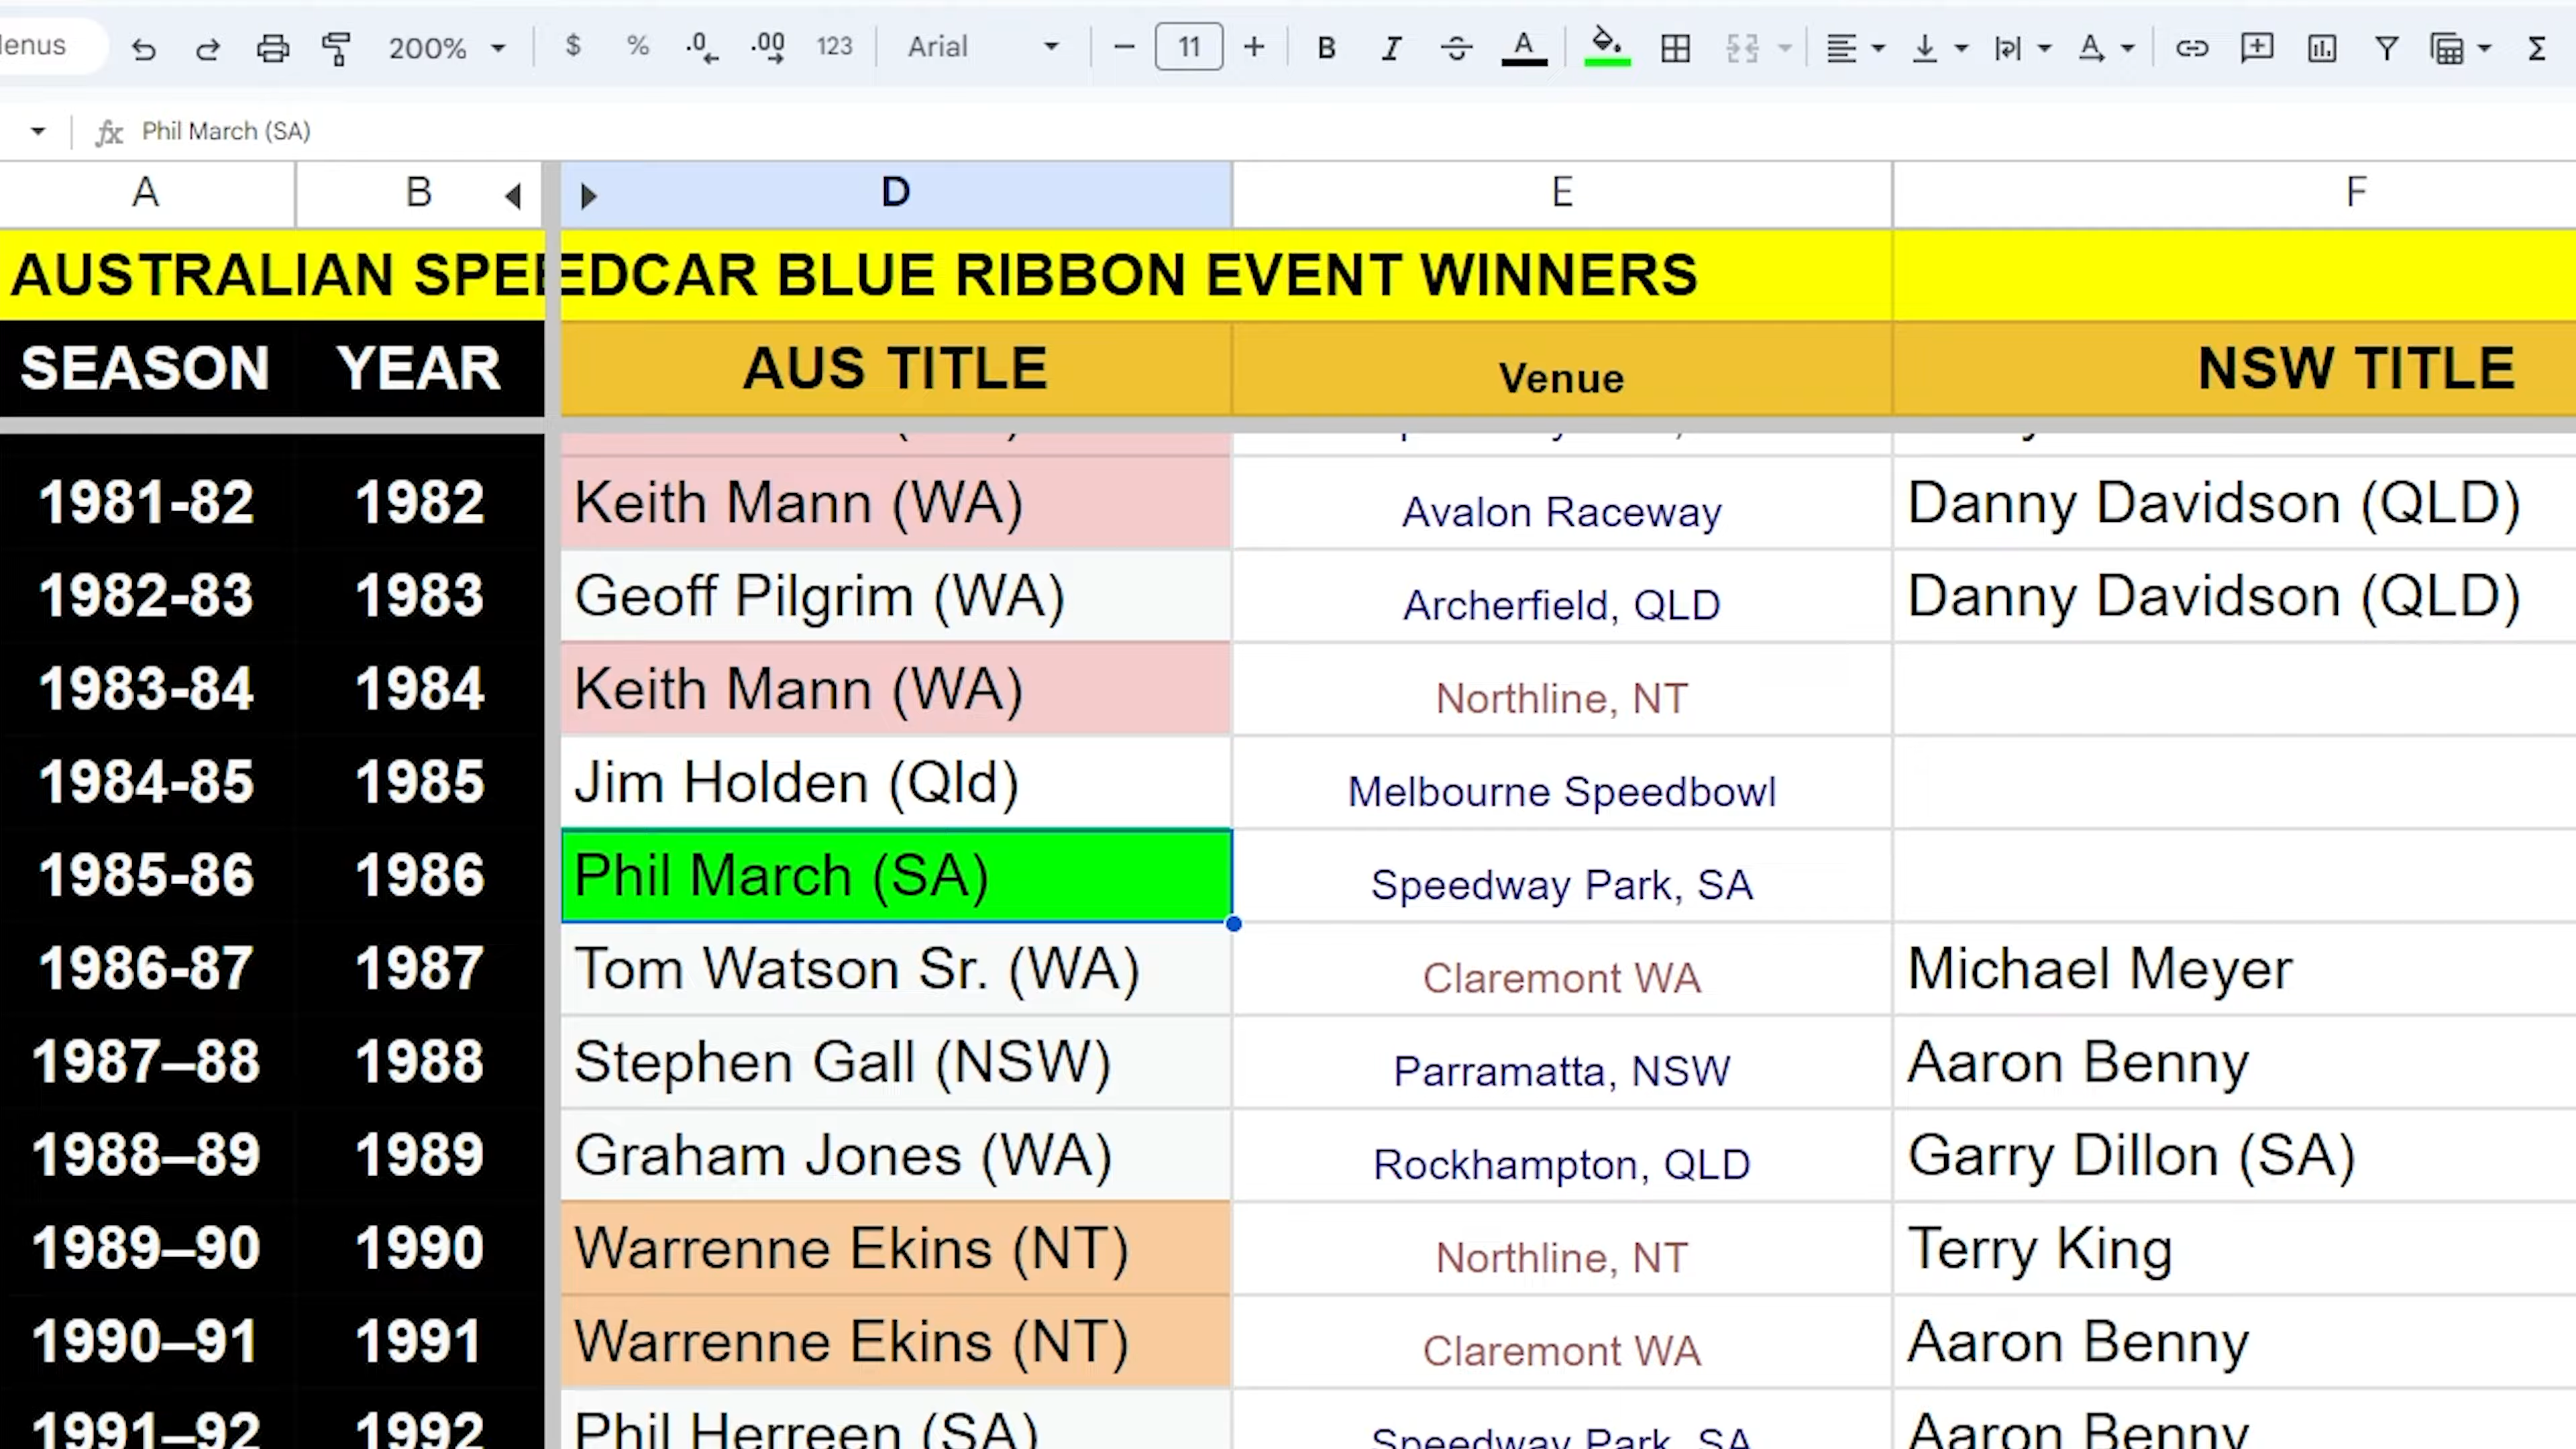 enus
200% $ % .0 .00 123 Arial 11 B I A Σ
fx Phil March (SA)
A B D E F
AUSTRALIAN SPEEDCAR BLUE RIBBON EVENT WINNERS
SEASON YEAR AUS TITLE Venue NSW TITLE
1981-82 1982 Keith Mann (WA) Avalon Raceway Danny Davidson (QLD)
1982-83 1983 Geoff Pilgrim (WA) Archerfield, QLD Danny Davidson (QLD)
1983-84 1984 Keith Mann (WA) Northline, NT
1984-85 1985 Jim Holden (Qld) Melbourne Speedbowl
1985-86 1986 Phil March (SA) Speedway Park, SA
1986-87 1987 Tom Watson Sr. (WA) Claremont WA Michael Meyer
1987–88 1988 Stephen Gall (NSW) Parramatta, NSW Aaron Benny
1988–89 1989 Graham Jones (WA) Rockhampton, QLD Garry Dillon (SA)
1989–90 1990 Warrenne Ekins (NT) Northline, NT Terry King
1990–91 1991 Warrenne Ekins (NT) Claremont WA Aaron Benny
1991–92 1992 Phil Herreen (SA) Speedway Park, SA Aaron Benny